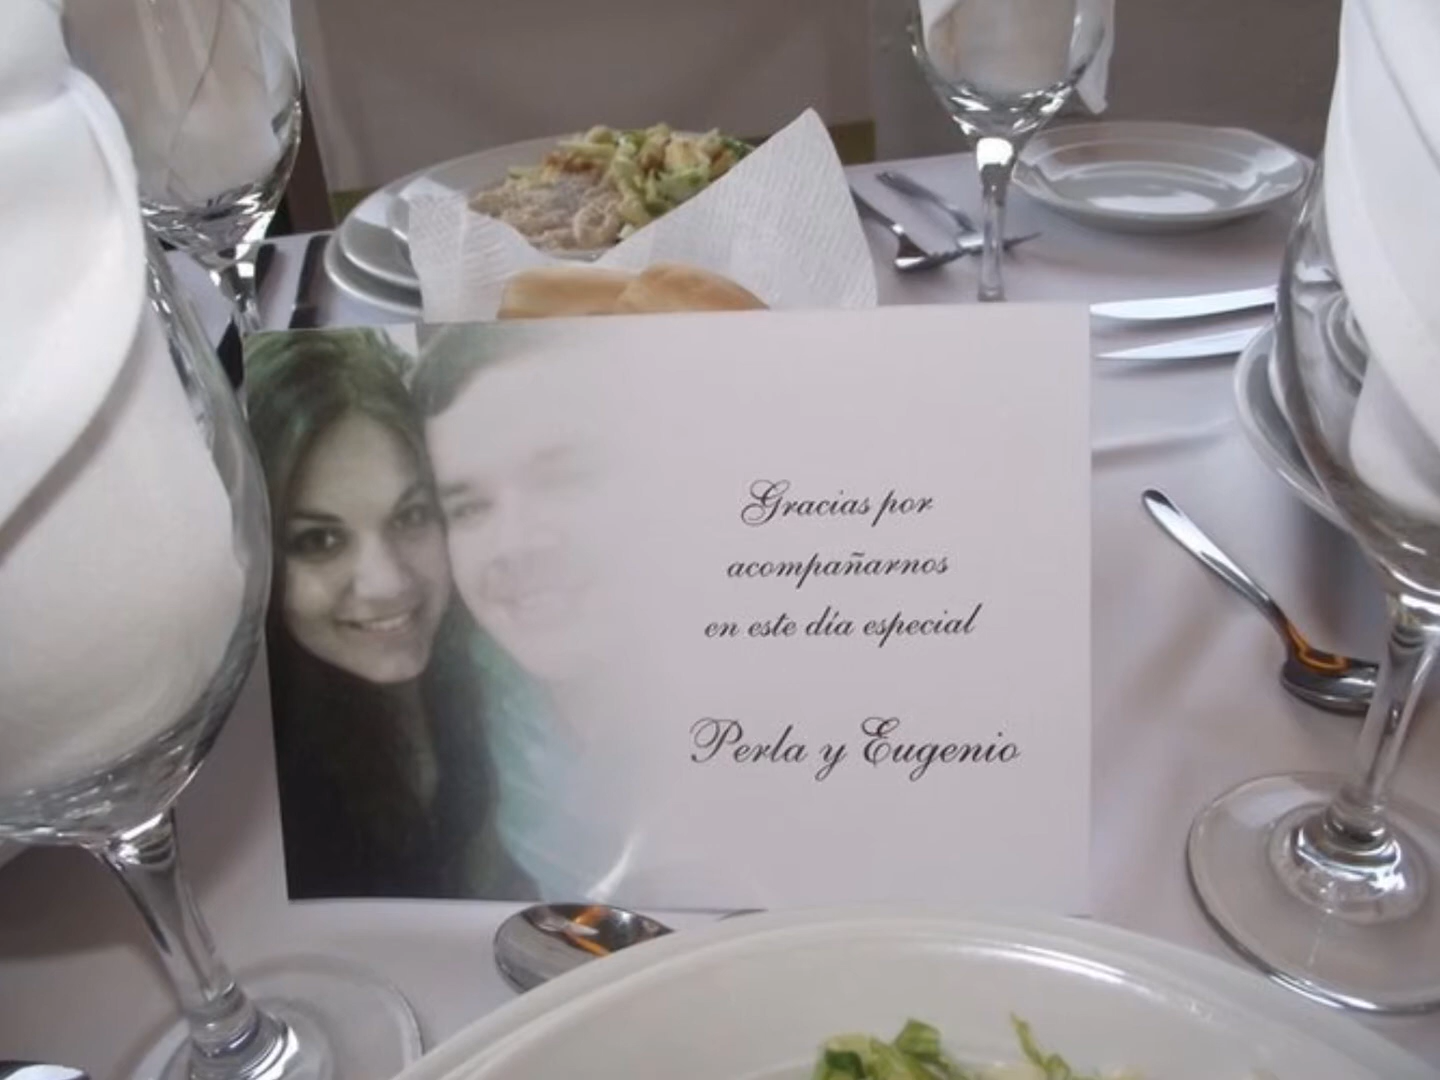 Gracias por
acompañarnos
en este día especial
Perla y Eugenio